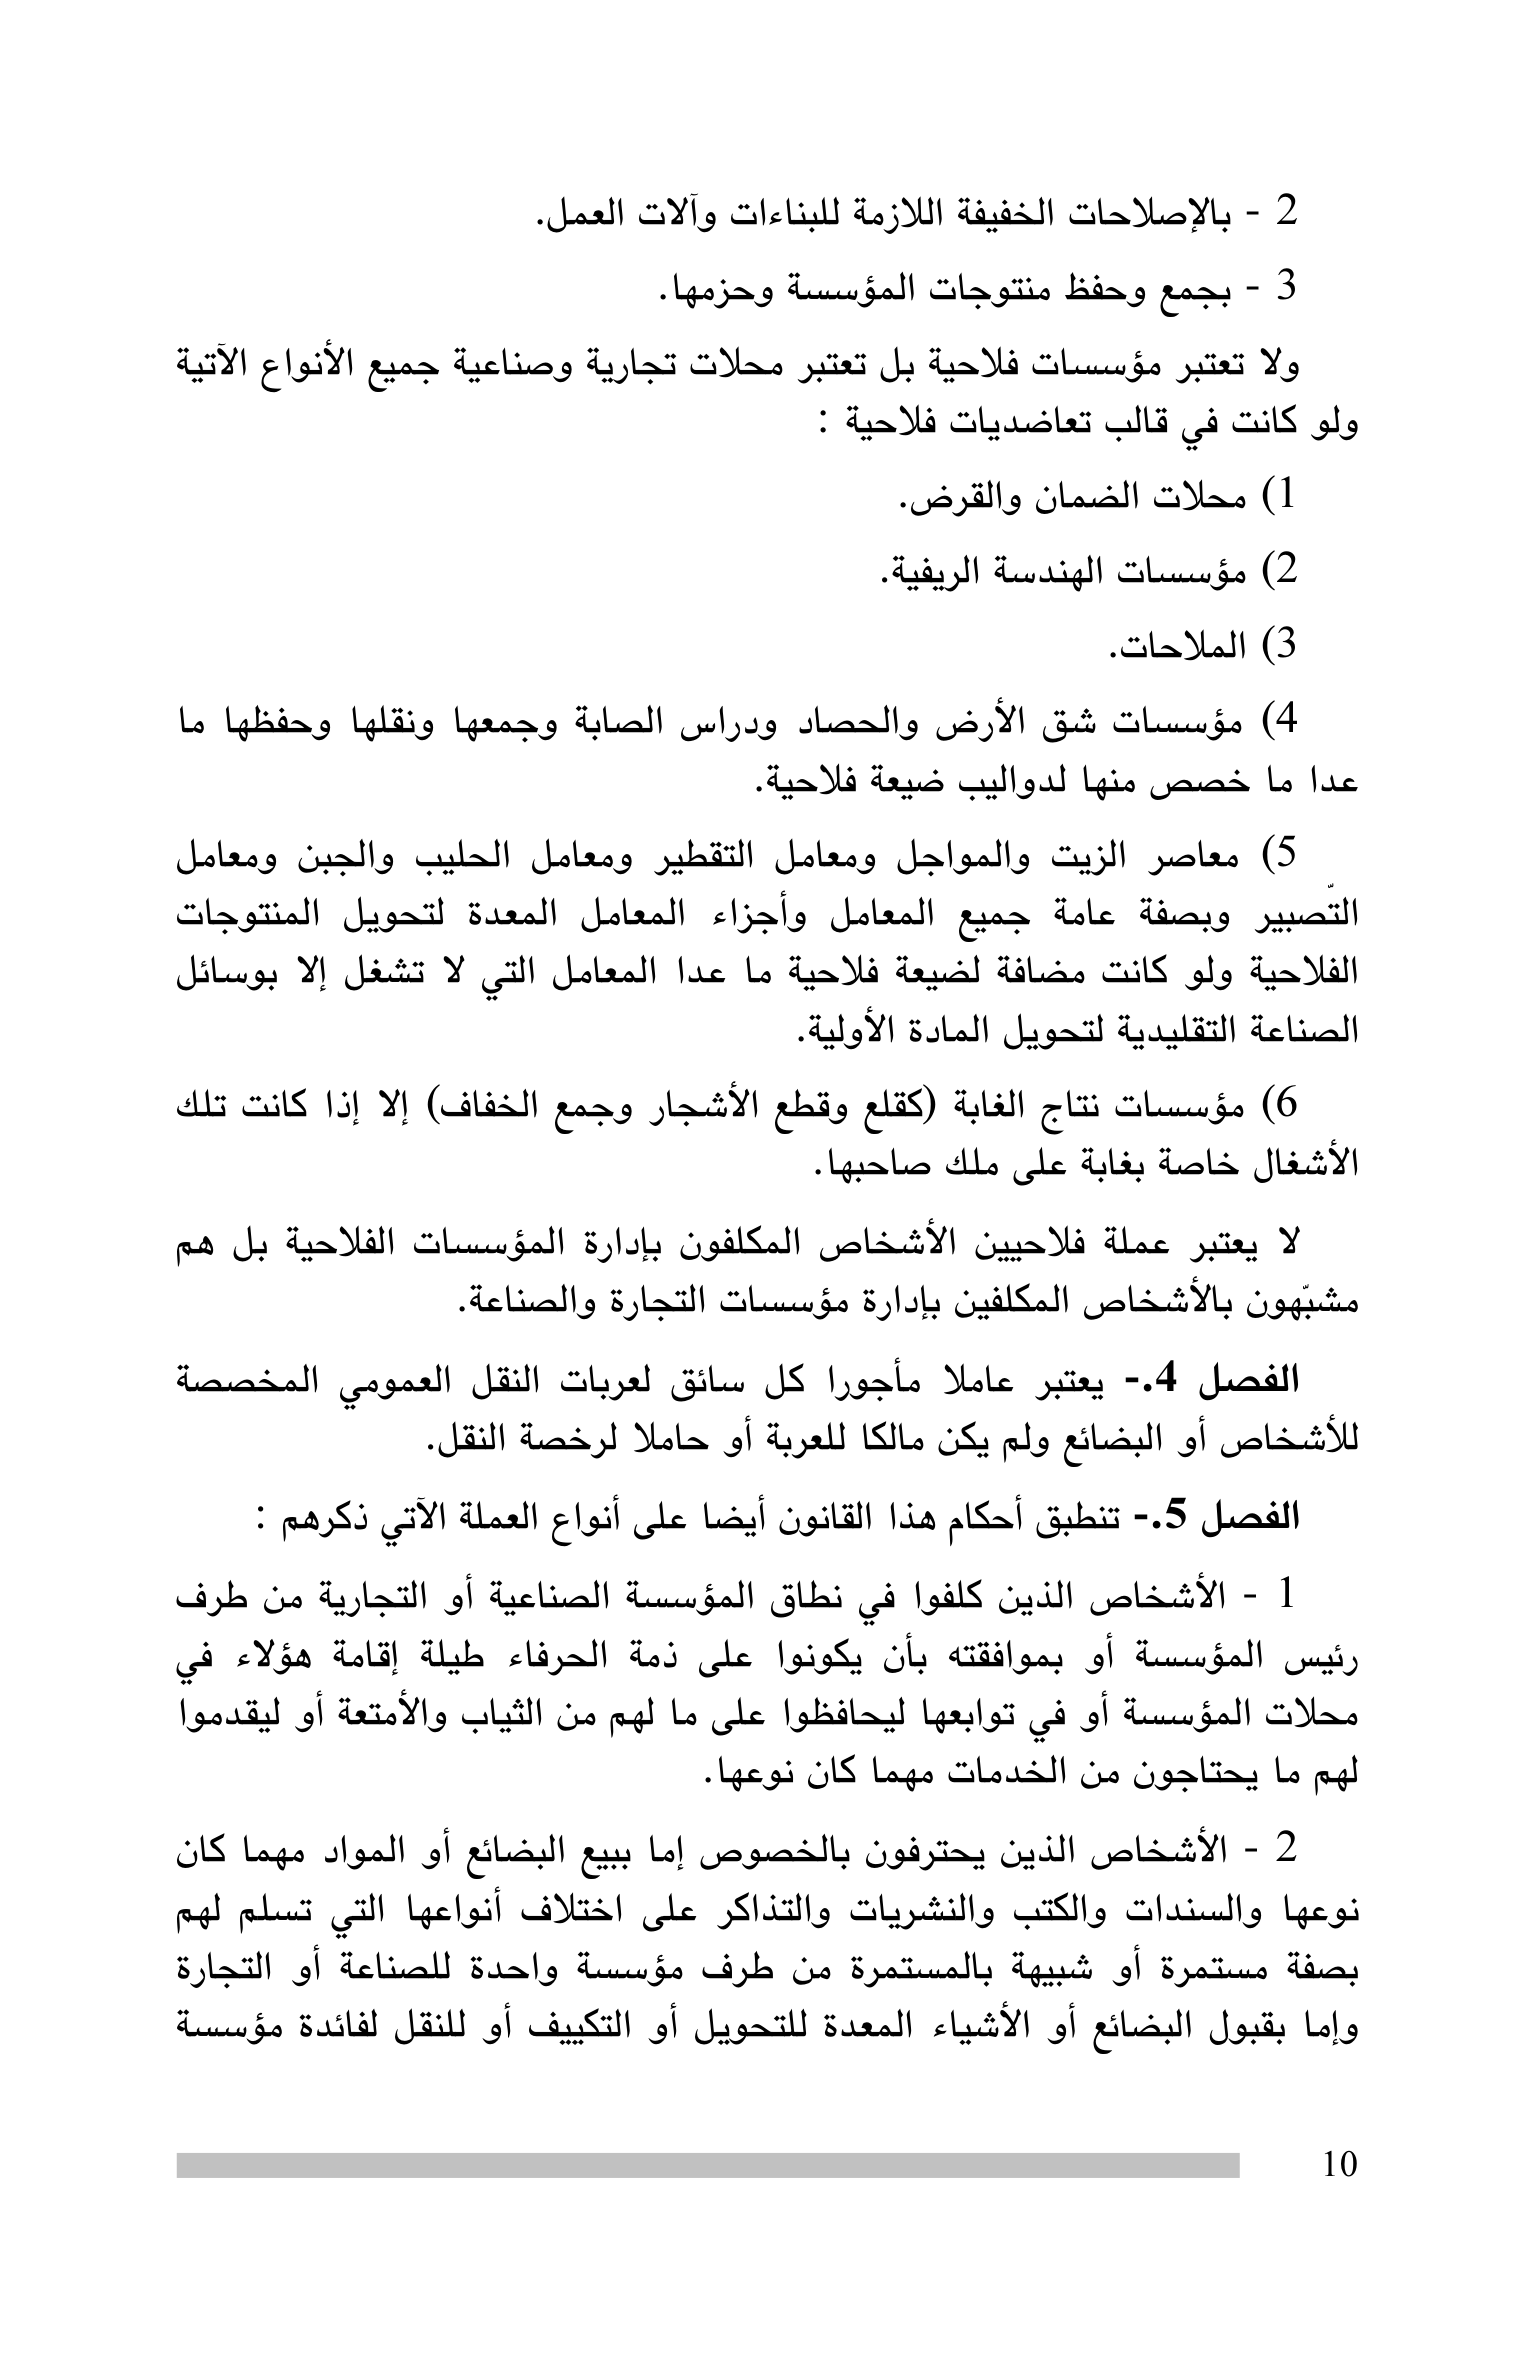 2 - بالإصلاحات الخفيفة اللازمة للبناءات وآلات العمل.
3 - بجمع وحفظ منتوجات المؤسسة وحزمها.
ولا تعتبر مؤسسات فلاحية بل تعتبر محلات تجارية وصناعية جميع الأنواع الآتية
ولو كانت في قالب تعاضديات فلاحية :
1) محلات الضمان والقرض.
2) مؤسسات الهندسة الريفية.
3) الملاحات.
4) مؤسسات شق الأرض والحصاد ودراس الصابة وجمعها ونقلها وحفظها ما
عدا ما خصص منها لدواليب ضيعة فلاحية.
5) معاصر الزيت والمواجل ومعامل التقطير ومعامل الحليب والجبن ومعامل
التّصبير وبصفة عامة جميع المعامل وأجزاء المعامل المعدة لتحويل المنتوجات
الفلاحية ولو كانت مضافة لضيعة فلاحية ما عدا المعامل التي لا تشغل إلا بوسائل
الصناعة التقليدية لتحويل المادة الأولية.
6) مؤسسات نتاج الغابة (كقلع وقطع الأشجار وجمع الخفاف) إلا إذا كانت تلك
الأشغال خاصة بغابة على ملك صاحبها.
لا يعتبر عملة فلاحيين الأشخاص المكلفون بإدارة المؤسسات الفلاحية بل هم
مشبّهون بالأشخاص المكلفين بإدارة مؤسسات التجارة والصناعة.
الفصل 4.- يعتبر عاملا مأجورا كل سائق لعربات النقل العمومي المخصصة
للأشخاص أو البضائع ولم يكن مالكا للعربة أو حاملا لرخصة النقل.
الفصل 5.- تنطبق أحكام هذا القانون أيضا على أنواع العملة الآتي ذكرهم :
1 - الأشخاص الذين كلفوا في نطاق المؤسسة الصناعية أو التجارية من طرف
رئيس المؤسسة أو بموافقته بأن يكونوا على ذمة الحرفاء طيلة إقامة هؤلاء في
محلات المؤسسة أو في توابعها ليحافظوا على ما لهم من الثياب والأمتعة أو ليقدموا
لهم ما يحتاجون من الخدمات مهما كان نوعها.
2 - الأشخاص الذين يحترفون بالخصوص إما ببيع البضائع أو المواد مهما كان
نوعها والسندات والكتب والنشريات والتذاكر على اختلاف أنواعها التي تسلم لهم
بصفة مستمرة أو شبيهة بالمستمرة من طرف مؤسسة واحدة للصناعة أو التجارة
وإما بقبول البضائع أو الأشياء المعدة للتحويل أو التكييف أو للنقل لفائدة مؤسسة
10